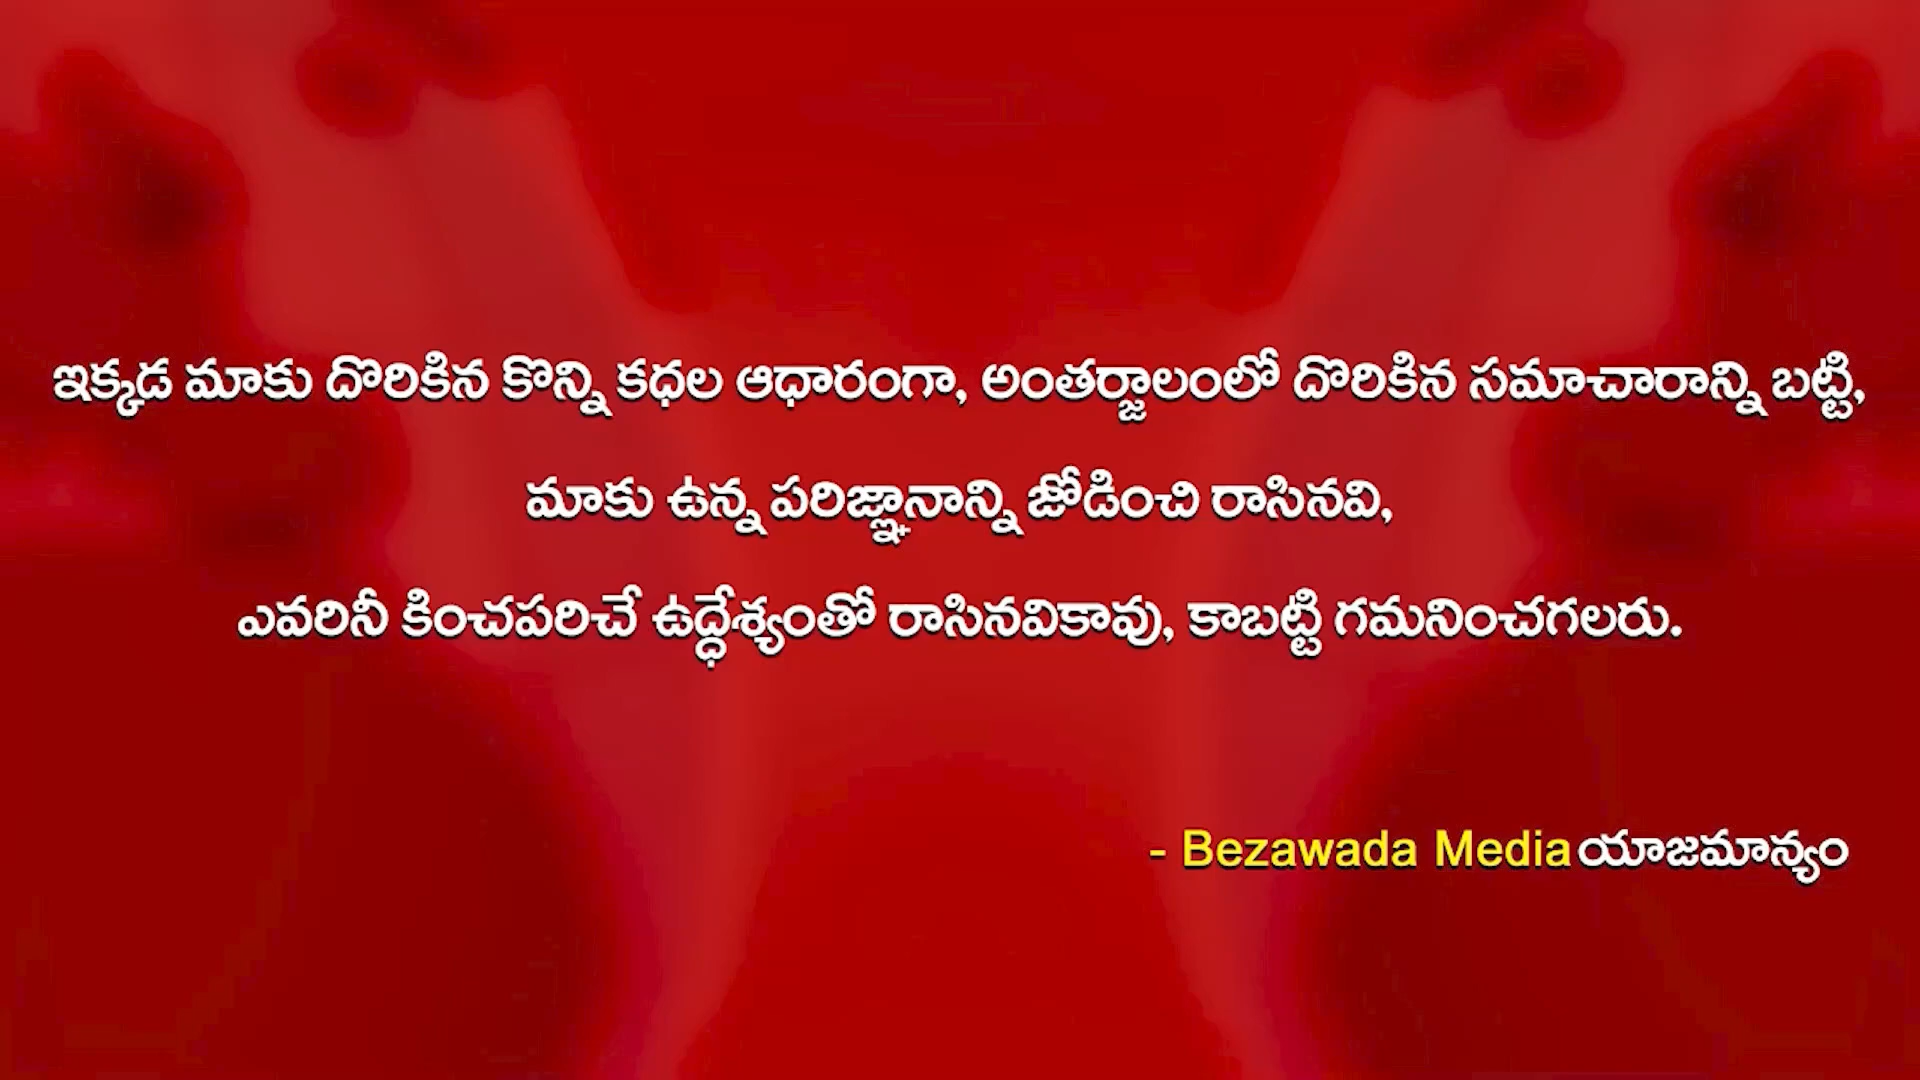 ఇక్కడ మాకు దొరికిన కొన్ని కధల ఆధారంగా, అంతర్జాలంలో దొరికిన సమాచారాన్ని బట్టి,
మాకు ఉన్న పరిజ్ఞానాన్ని జోడించి రాసినవి,
ఎవరినీ కించపరిచే ఉద్ధేశ్యంతో రాసినవికావు, కాబట్టి గమనించగలరు.
- Bezawada Media యాజమాన్యం